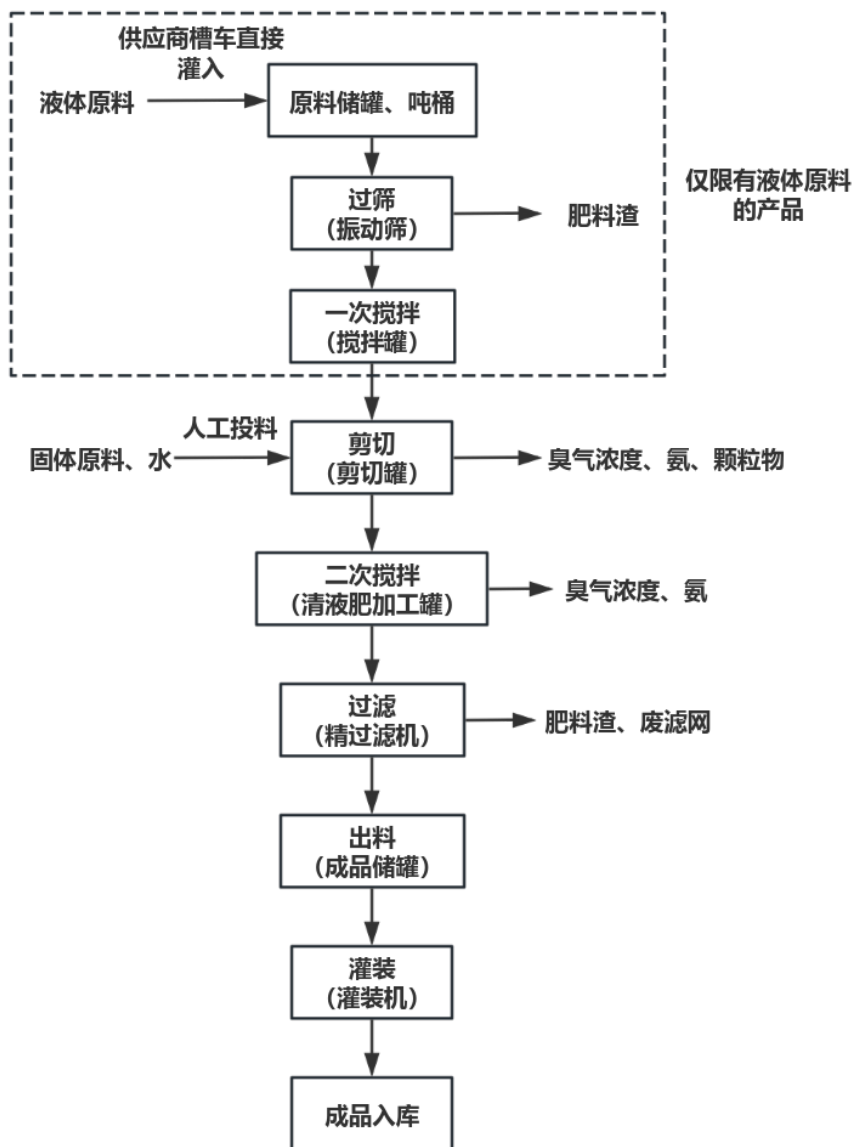 供应商槽车直接
灌入
液体原料
原料储罐、吨桶
仅限有液体原料
的产品
过筛
（振动筛）
肥料渣
一次搅拌
（搅拌罐）
人工投料
固体原料、水
剪切
（剪切罐）
臭气浓度、氨、颗粒物
二次搅拌
（清液肥加工罐）
臭气浓度、氨
过滤
（精过滤机）
肥料渣、废滤网
出料
（成品储罐）
灌装
（灌装机）
成品入库